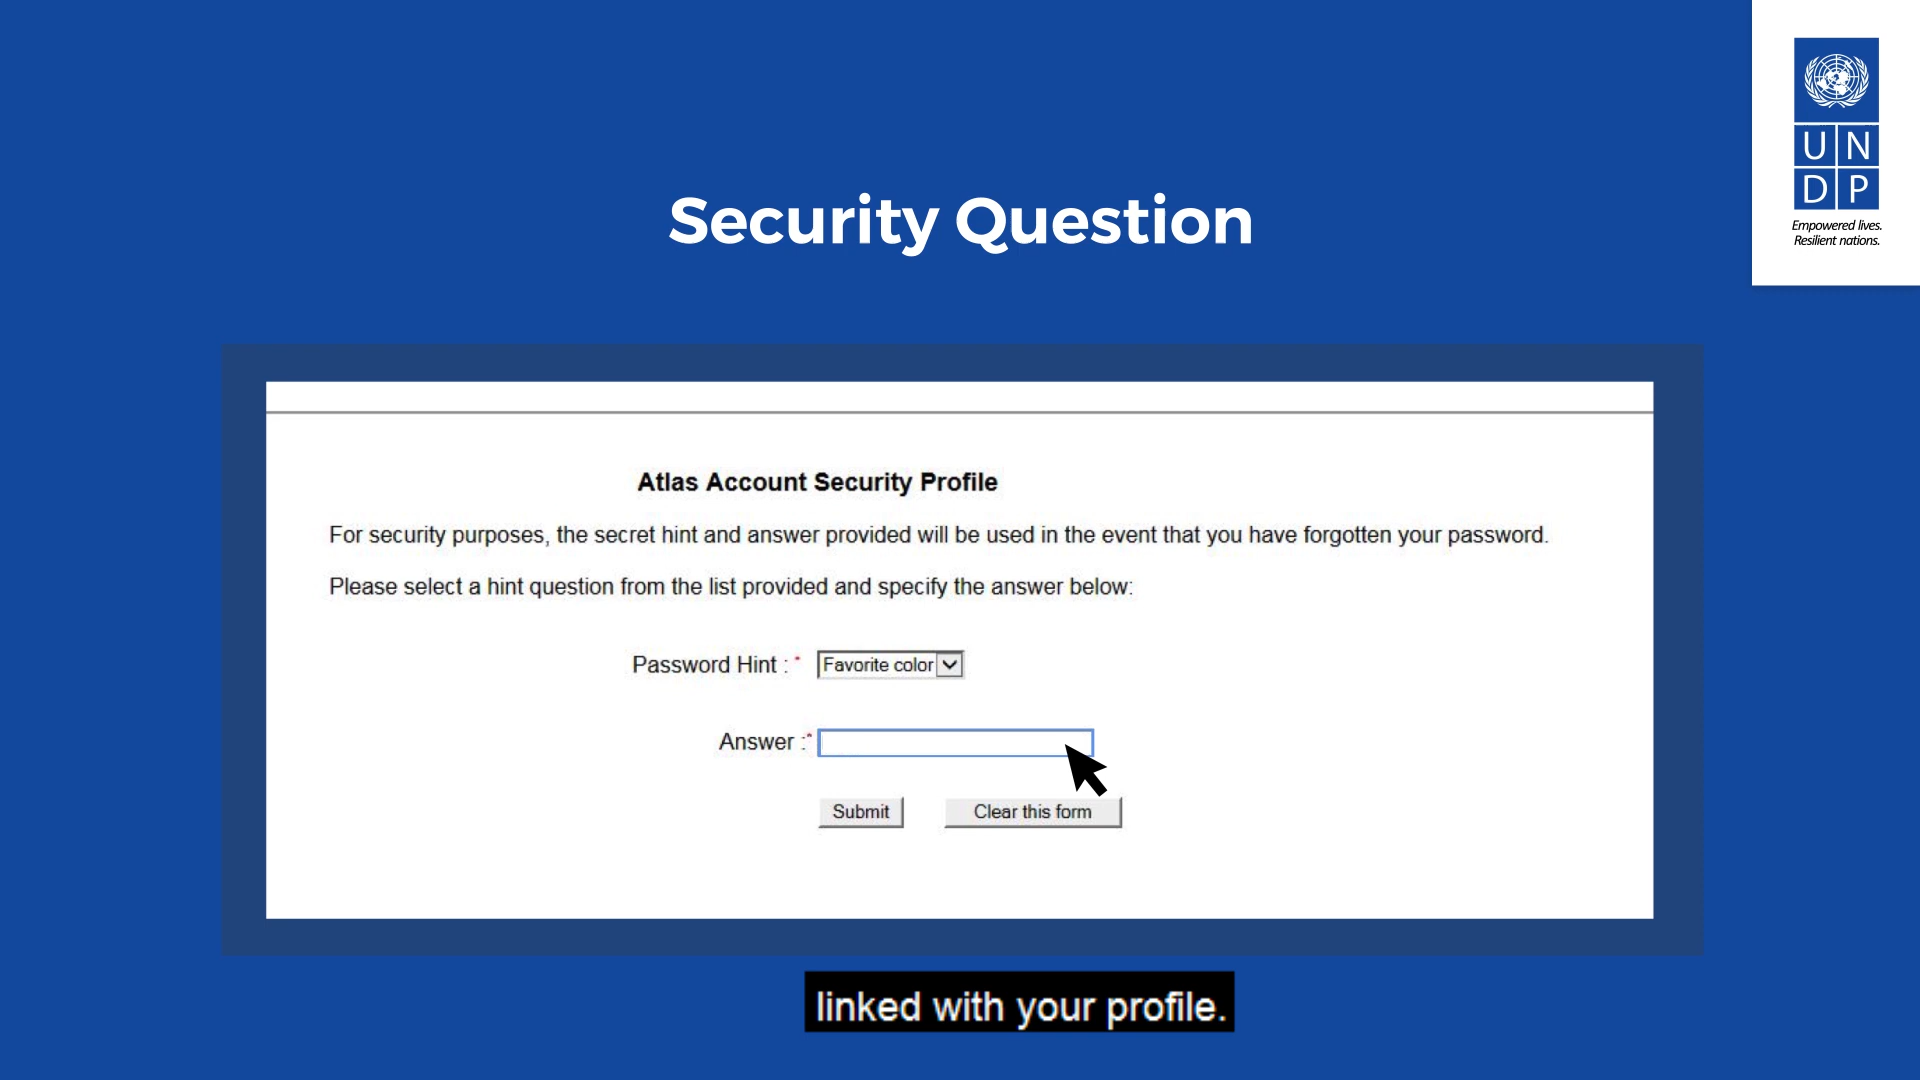 U N
D P
Empowered lives.
Resilient nations.
Security Question
Atlas Account Security Profile
For security purposes, the secret hint and answer provided will be used in the event that you have forgotten your password.
Please select a hint question from the list provided and specify the answer below:
Password Hint : * Favorite color
Answer :*
Submit Clear this form
linked with your profile.